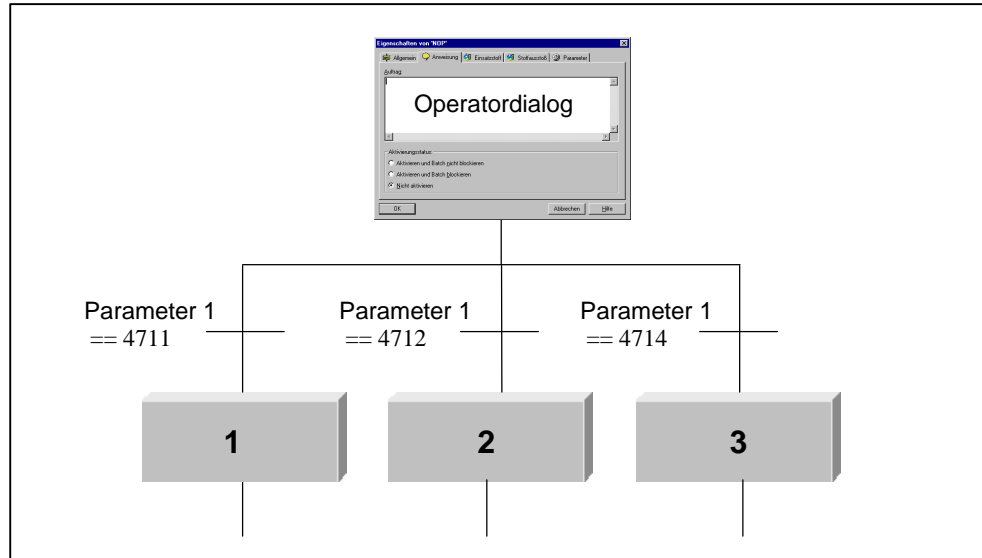 Eigenschaften von "NOP"
Allgemein Anweisung Einsatzstoff Stoffausstoß Parameter
Auftrag:
Operatordialog
Aktivierungsstatus:
Aktivieren und Batch nicht blockieren
Aktivieren und Batch blockieren
Nicht aktivieren
OK Abbrechen Hilfe
Parameter 1 Parameter 1 Parameter 1
== 4711 == 4712 == 4714
1 2 3